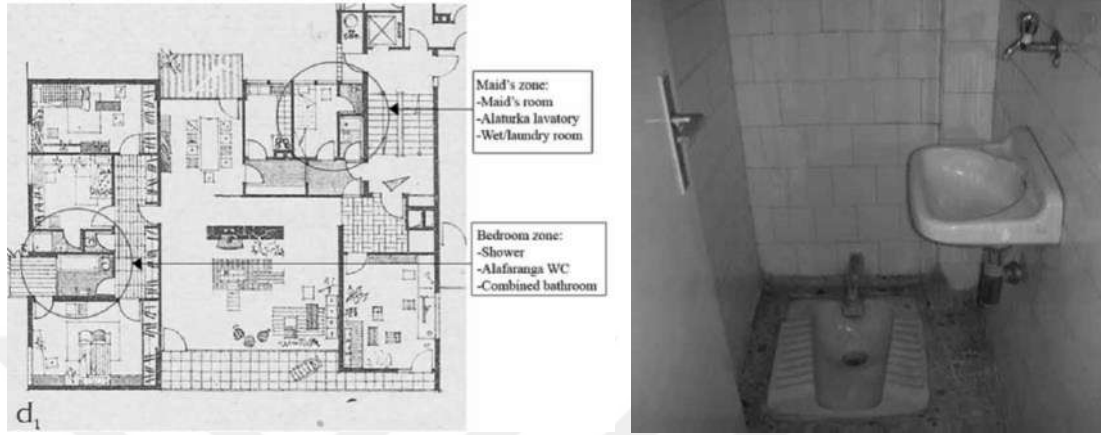 Maid's zone:
-Maid's room
-Alaturka lavatory
-Wet/laundry room
Bedroom zone:
-Shower
-Alafaranga WC
-Combined bathroom
d₁